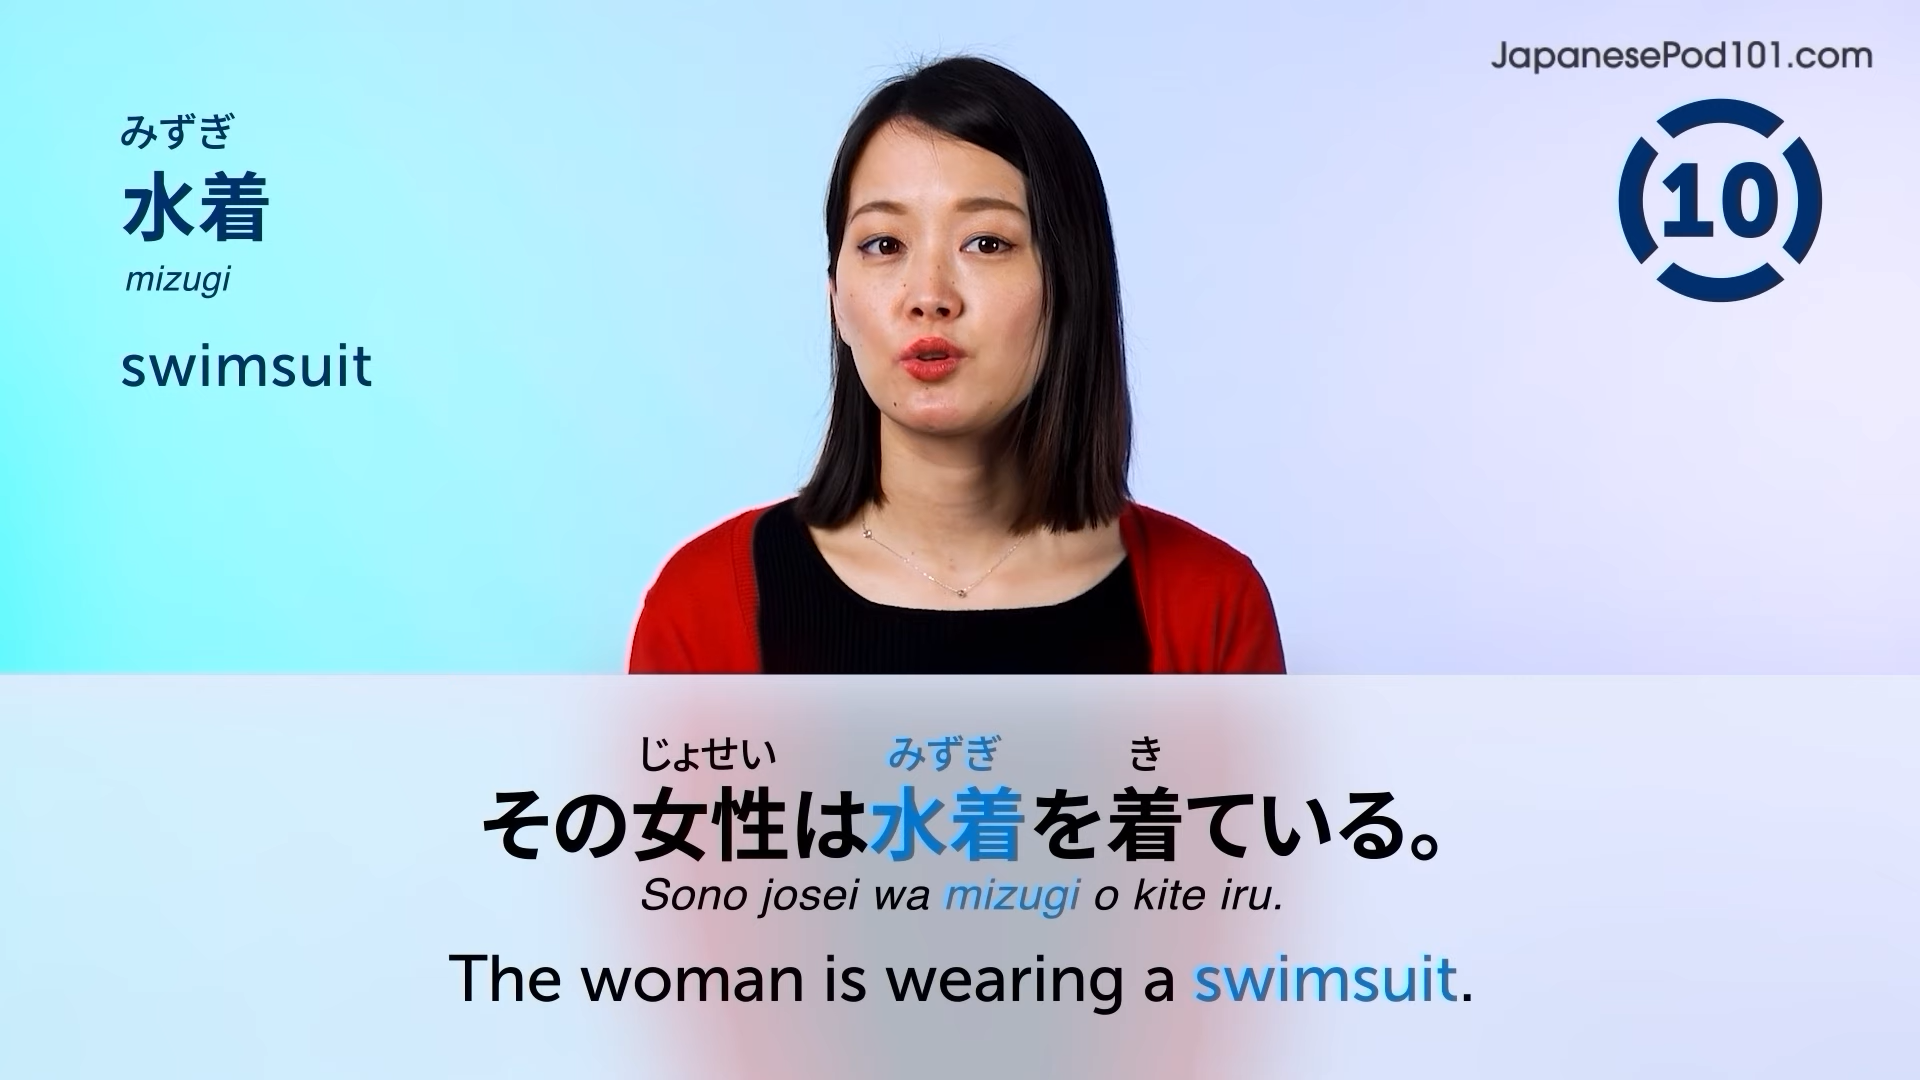 JapanesePod101.com
みずぎ
水着
mizugi
swimsuit
10
じょせい みずぎ き
その女性は水着を着ている。
Sono josei wa mizugi o kite iru.
The woman is wearing a swimsuit.